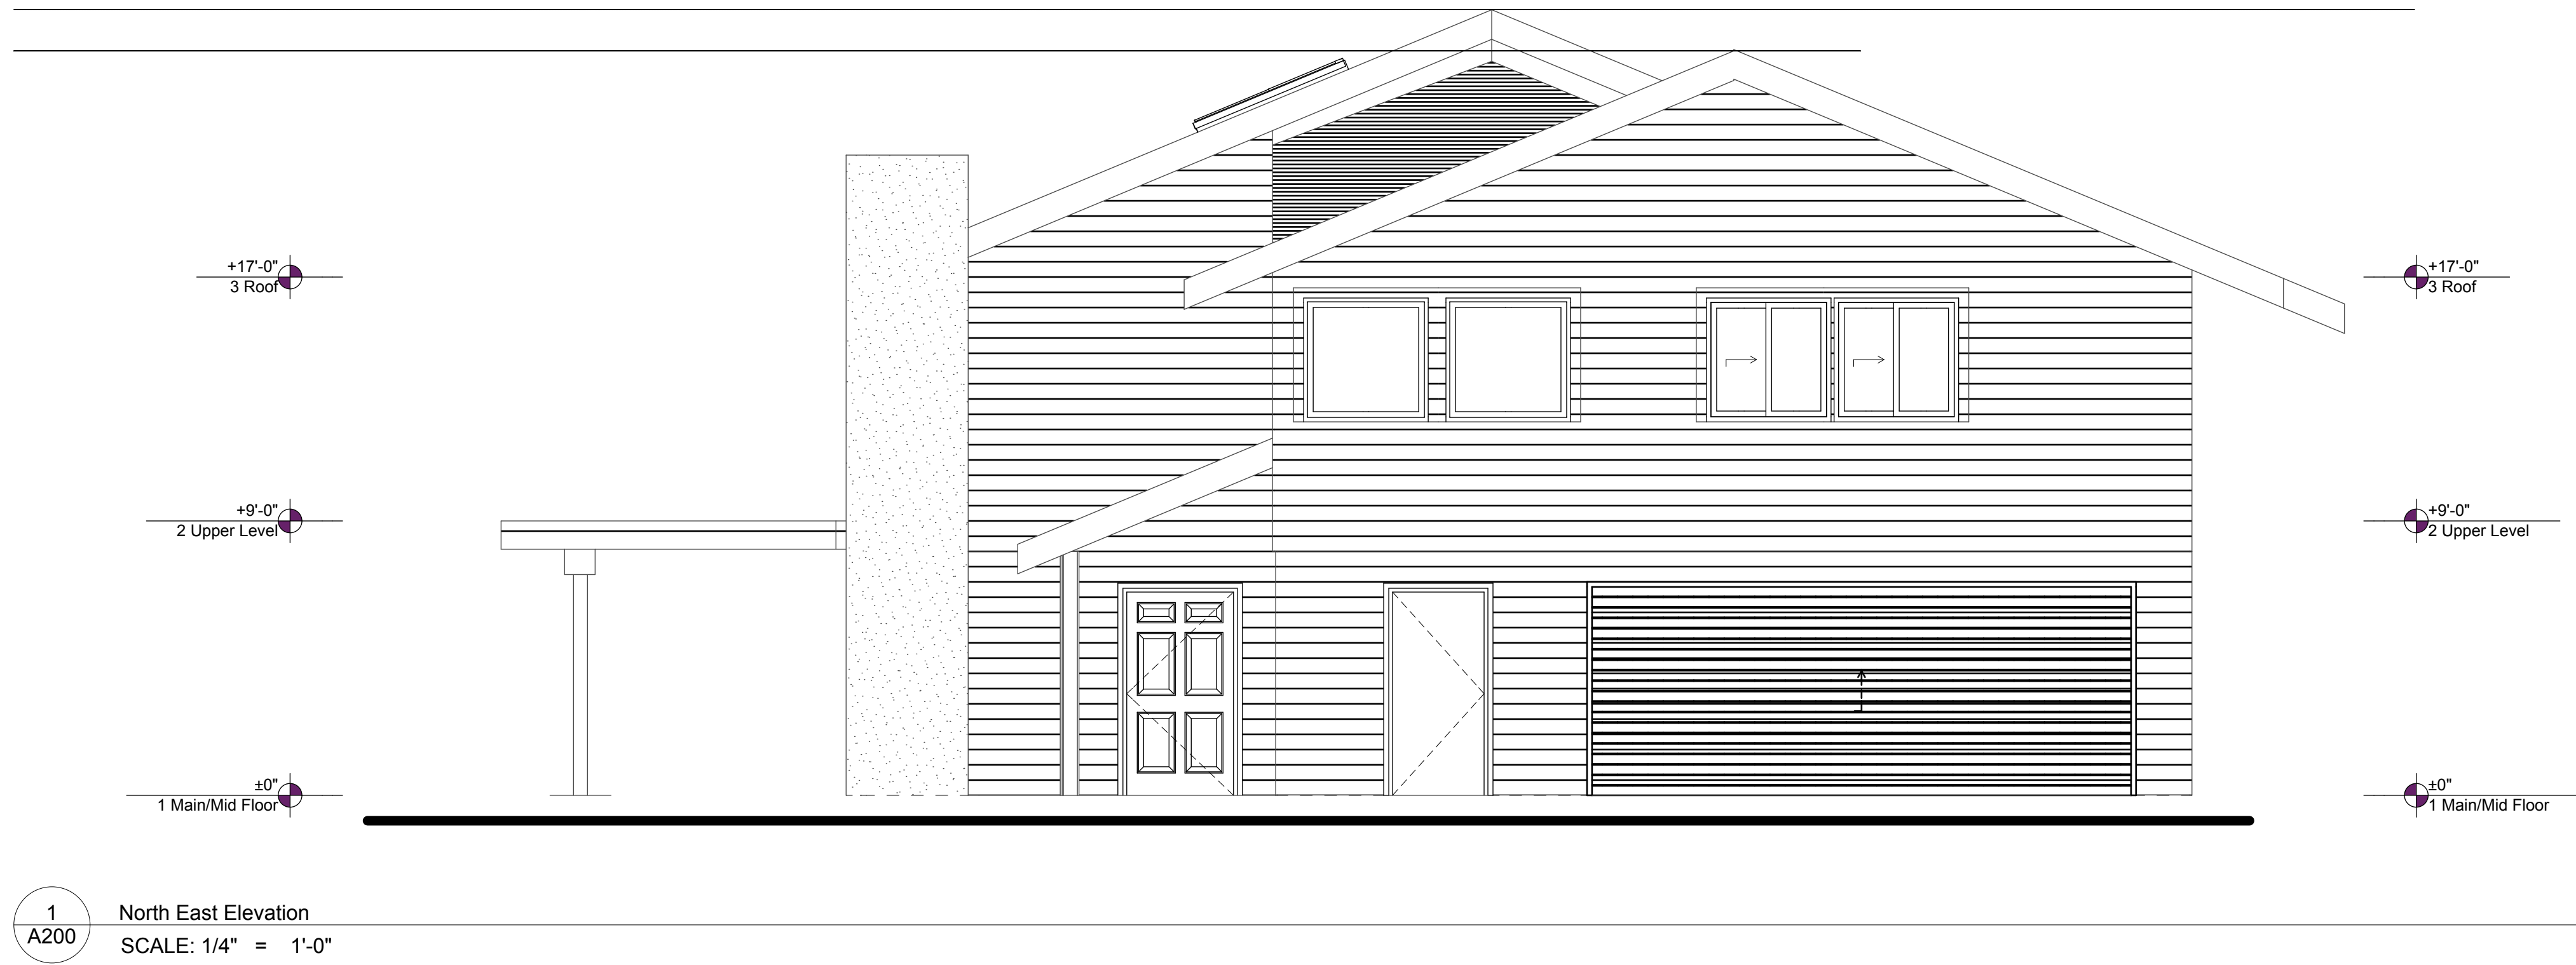 +17'-0"
3 Roof
+17'-0"
3 Roof
+9'-0"
2 Upper Level
+9'-0"
2 Upper Level
±0"
1 Main/Mid Floor
±0"
1 Main/Mid Floor
1
A200
North East Elevation
SCALE: 1/4" = 1'-0"